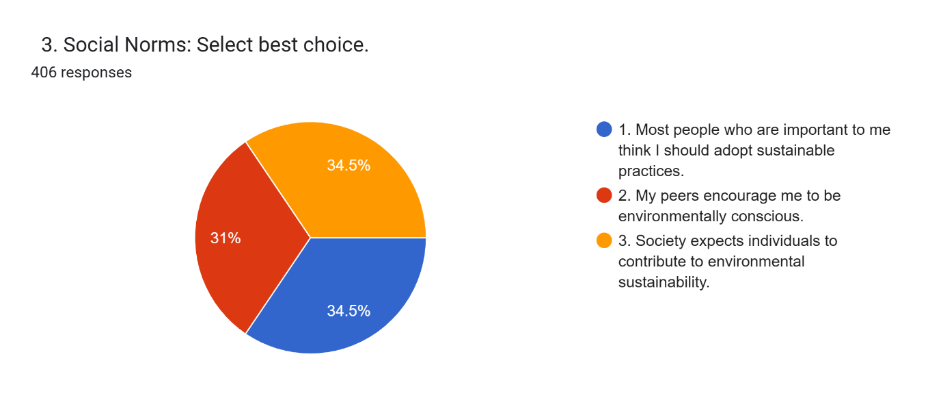 3. Social Norms: Select best choice.
406 responses
34.5%
31%
34.5%
1. Most people who are important to me
think I should adopt sustainable
practices.
2. My peers encourage me to be
environmentally conscious.
3. Society expects individuals to
contribute to environmental
sustainability.